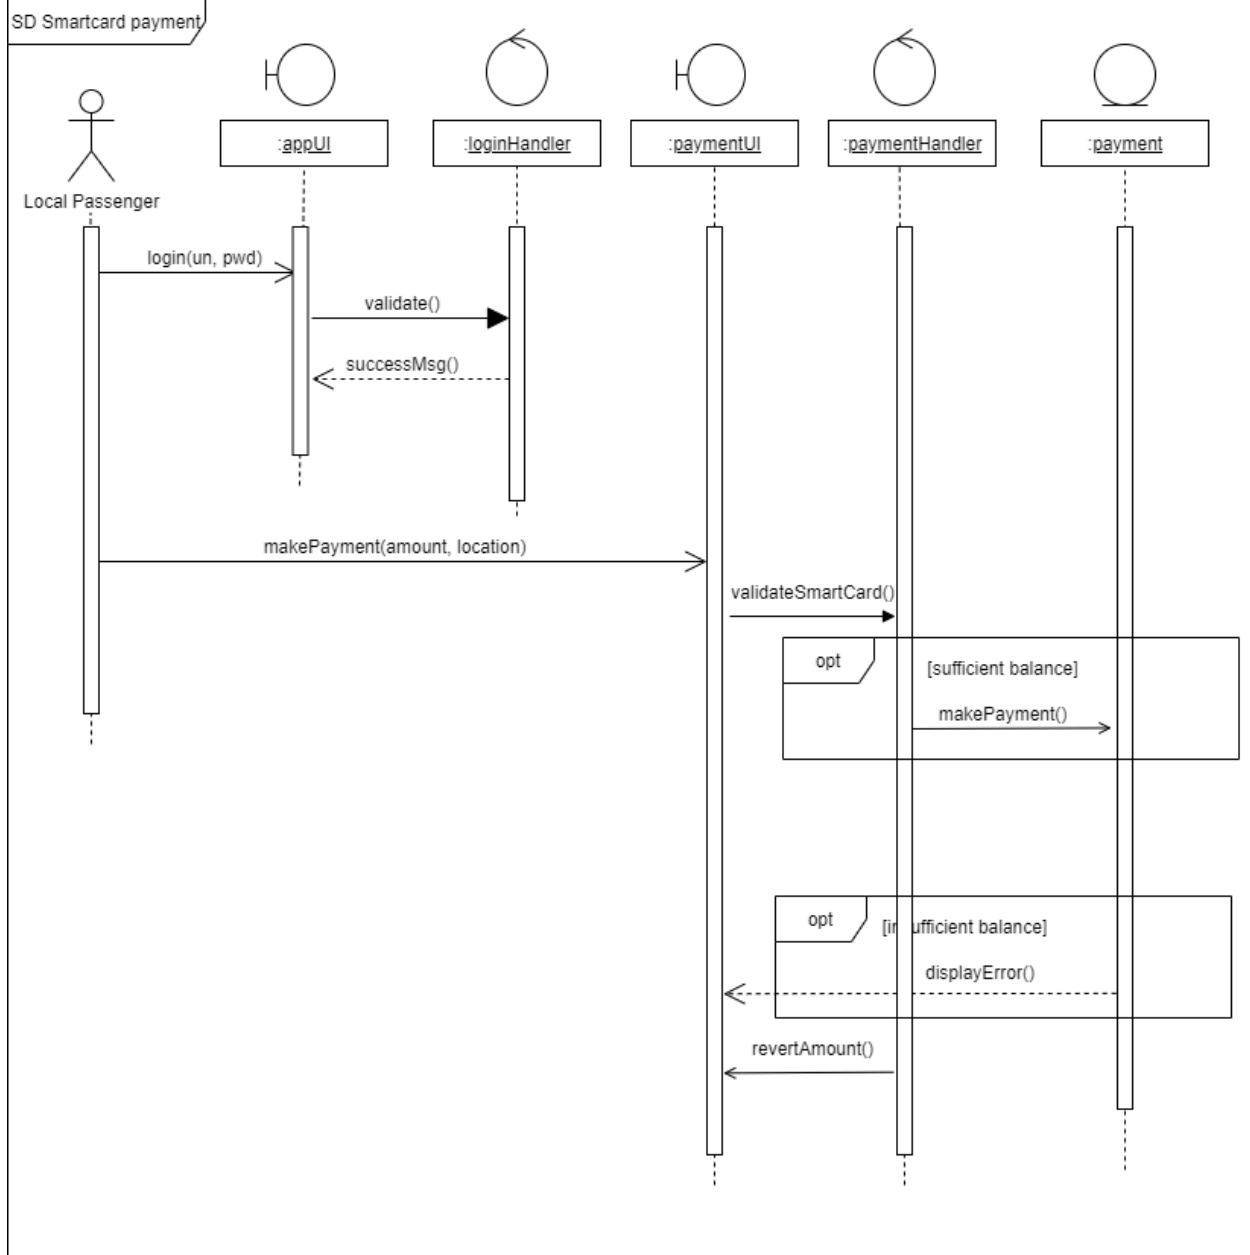 SD Smartcard payment
:appUI
:loginHandler
:paymentUI
:paymentHandler
:payment
Local Passenger
login(un, pwd)
validate()
successMsg()
makePayment(amount, location)
validateSmartCard()
opt
[sufficient balance]
makePayment()
opt
[in ufficient balance]
displayError()
revertAmount()